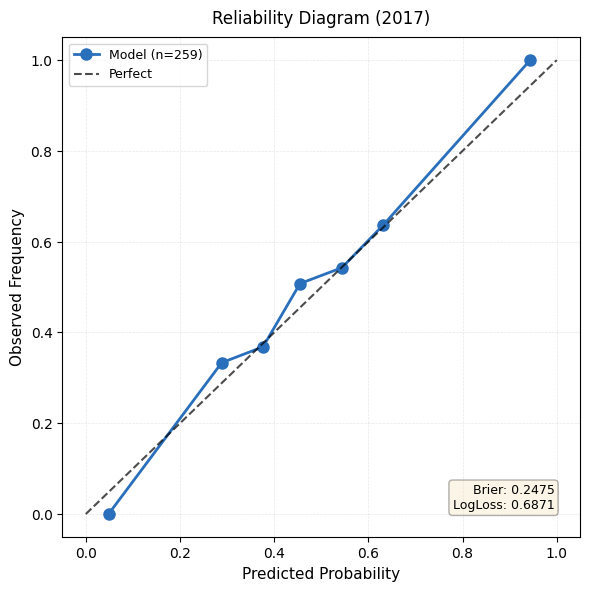 Reliability Diagram (2017)
Model (n=259)
Perfect
Observed Frequency
1.0
0.8
0.6
0.4
0.2
0.0
Brier: 0.2475
LogLoss: 0.6871
0.0 0.2 0.4 0.6 0.8 1.0
Predicted Probability